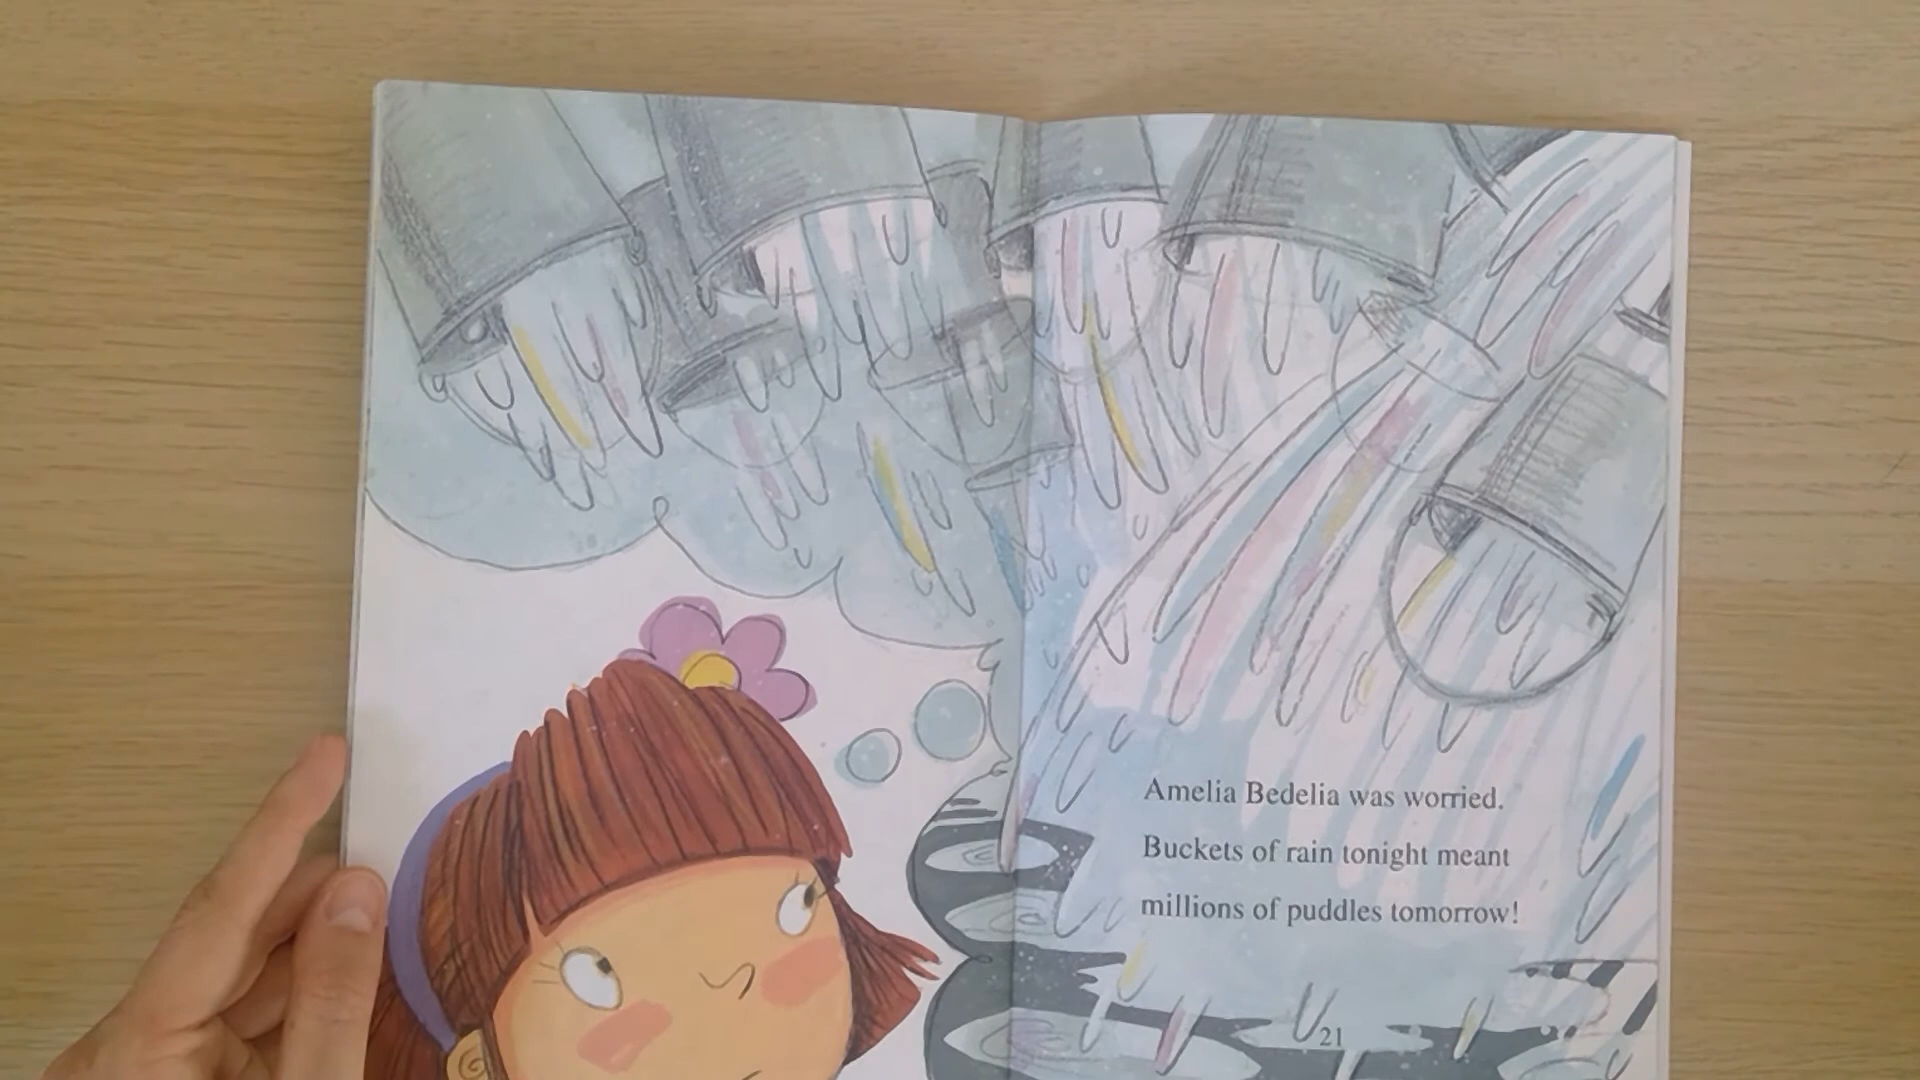 Amelia Bedelia was worried.
Buckets of rain tonight meant
millions of puddles tomorrow!
21